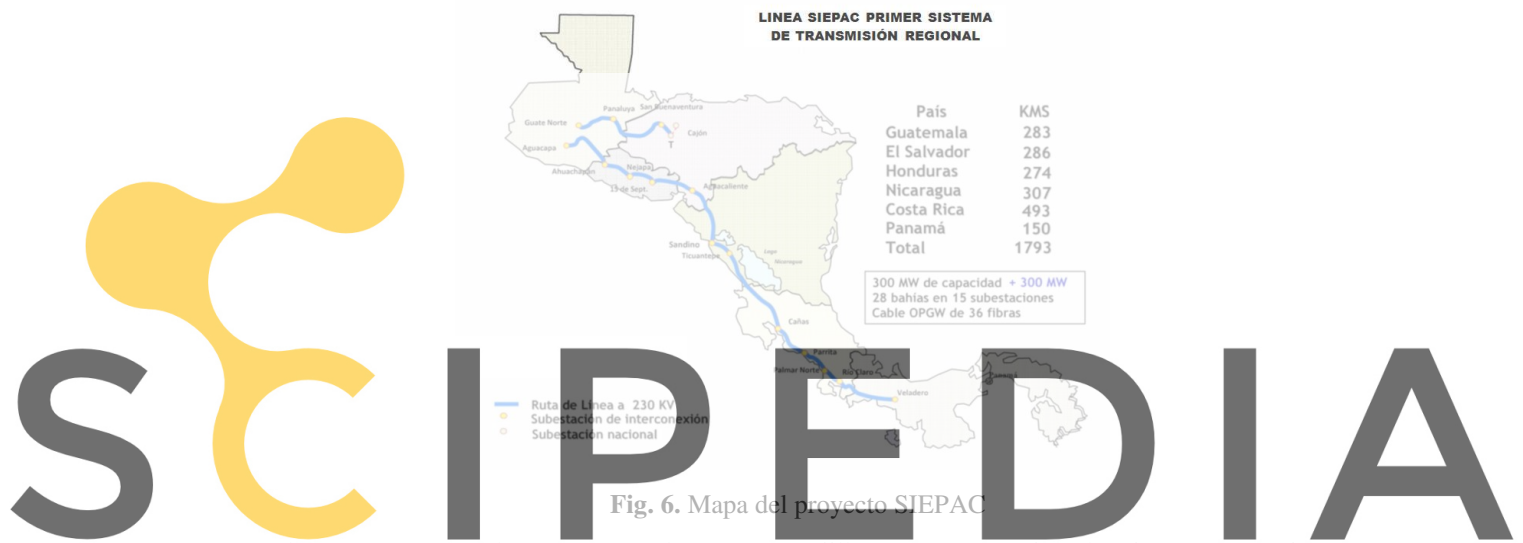 LINEA SIEPAC PRIMER SISTEMA
DE TRANSMISIÓN REGIONAL
Panaluya San Buenaventura
Guate Norte
Cajón
Aguacapa
T
Ahuachapán
Nejapa
15 de Sept.
Aguacaliente
Sandino
Ticuantepe
Lago
Nicaragua
Cañas
Parrita
Palmar Norte
Río Claro
Panamá
Veladero
País KMS
Guatemala 283
El Salvador 286
Honduras 274
Nicaragua 307
Costa Rica 493
Panamá 150
Total 1793
300 MW de capacidad + 300 MW
28 bahías en 15 subestaciones
Cable OPGW de 36 fibras
Ruta de Línea a 230 KV
Subestación de interconexión
Subestación nacional
SCIPEDIA
Fig. 6. Mapa del proyecto SIEPAC